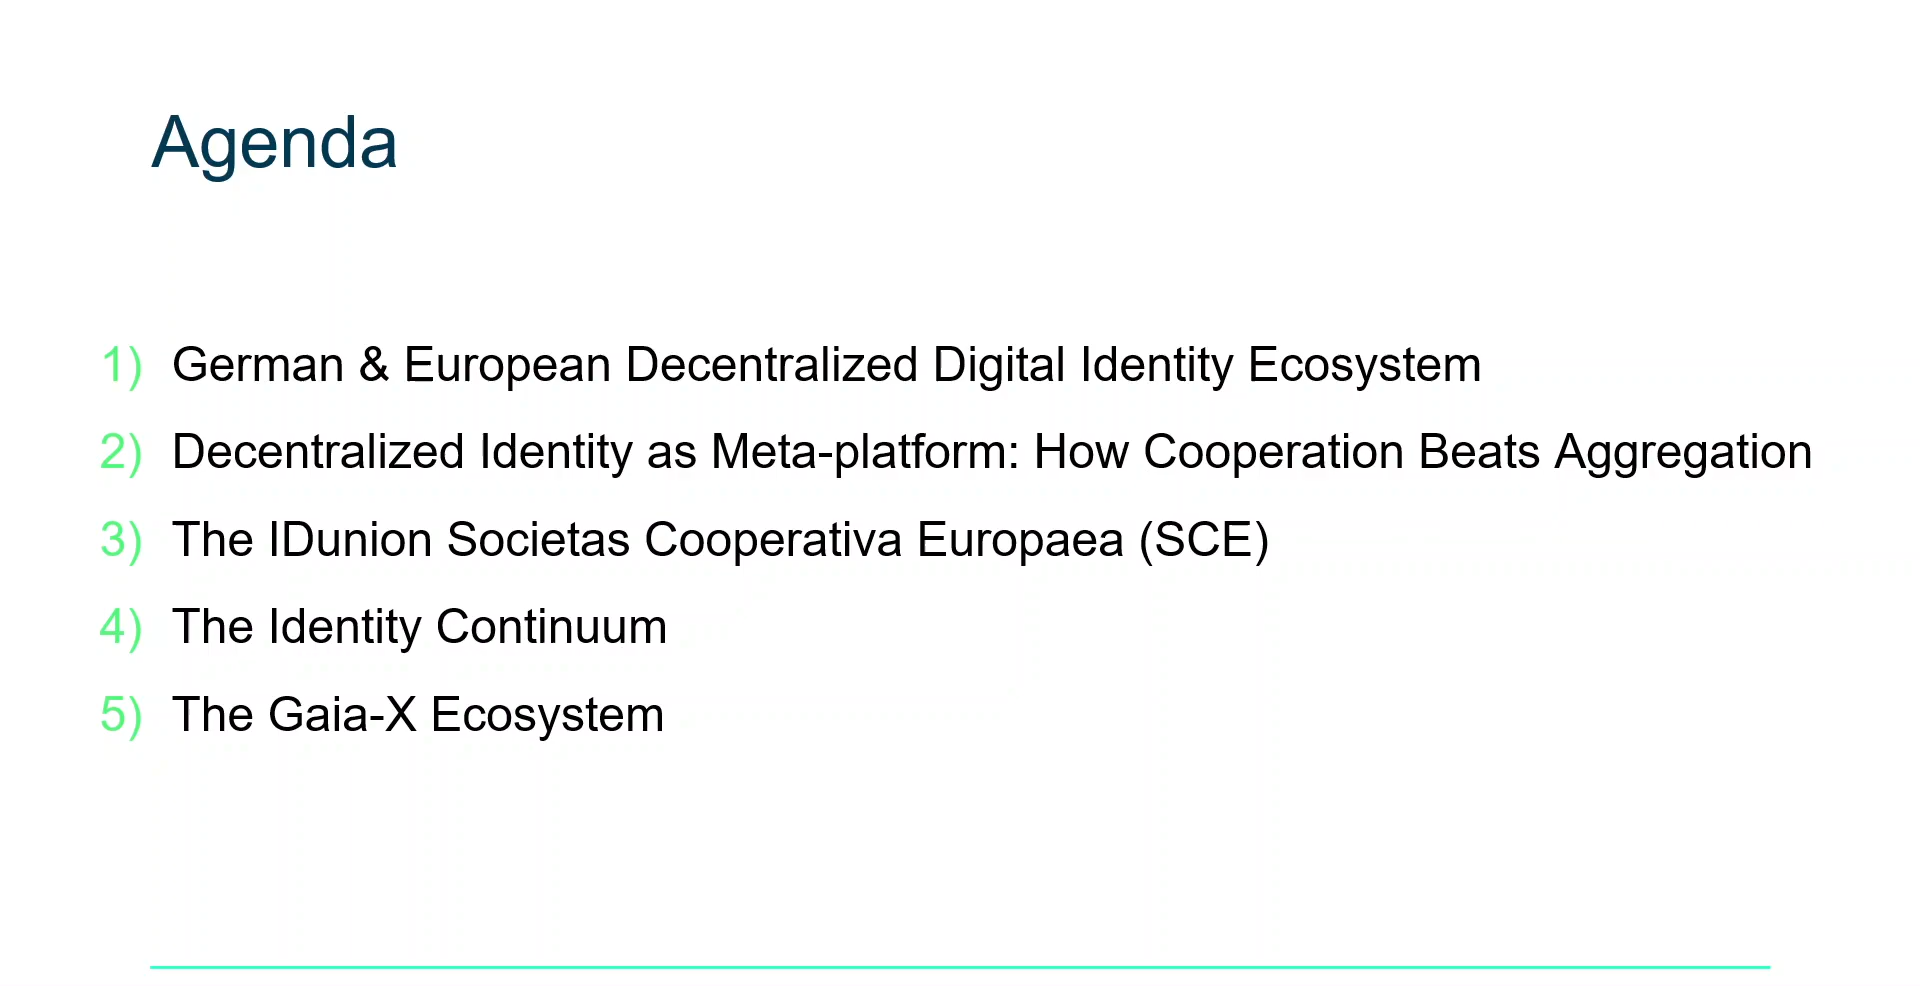 Agenda
1) German & European Decentralized Digital Identity Ecosystem
2) Decentralized Identity as Meta-platform: How Cooperation Beats Aggregation
3) The IDunion Societas Cooperativa Europaea (SCE)
4) The Identity Continuum
5) The Gaia-X Ecosystem